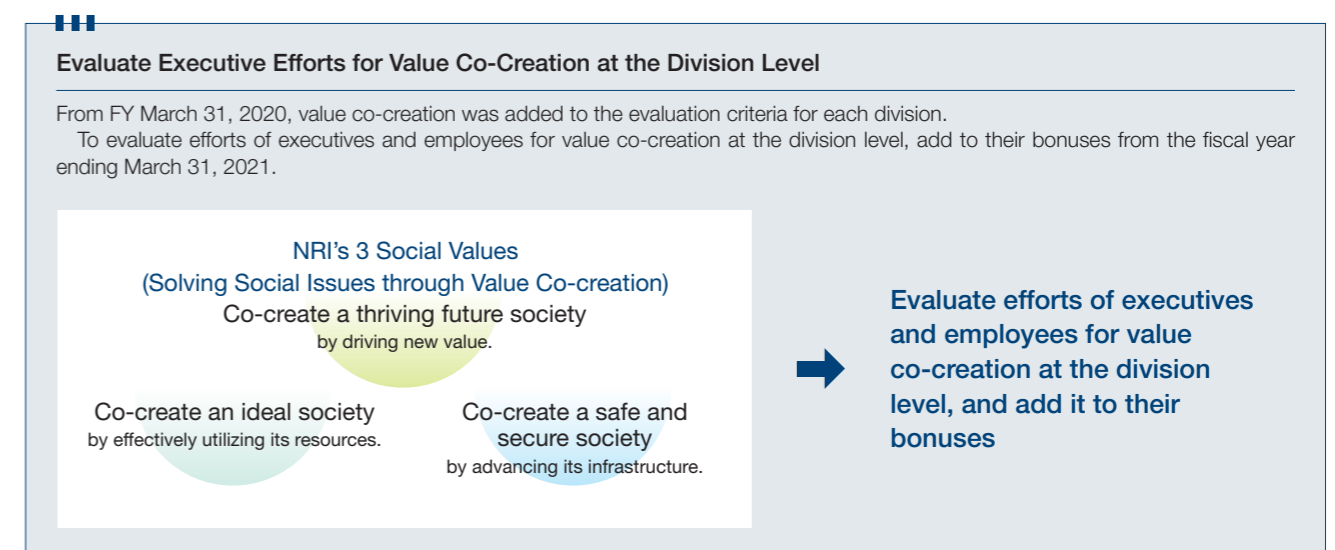 Evaluate Executive Efforts for Value Co-Creation at the Division Level
From FY March 31, 2020, value co-creation was added to the evaluation criteria for each division.
To evaluate efforts of executives and employees for value co-creation at the division level, add to their bonuses from the fiscal year
ending March 31, 2021.
NRI's 3 Social Values
(Solving Social Issues through Value Co-creation)
Co-create a thriving future society
by driving new value.
Co-create an ideal society
by effectively utilizing its resources.
Co-create a safe and
secure society
by advancing its infrastructure.
Evaluate efforts of executives
and employees for value
co-creation at the division
level, and add it to their
bonuses